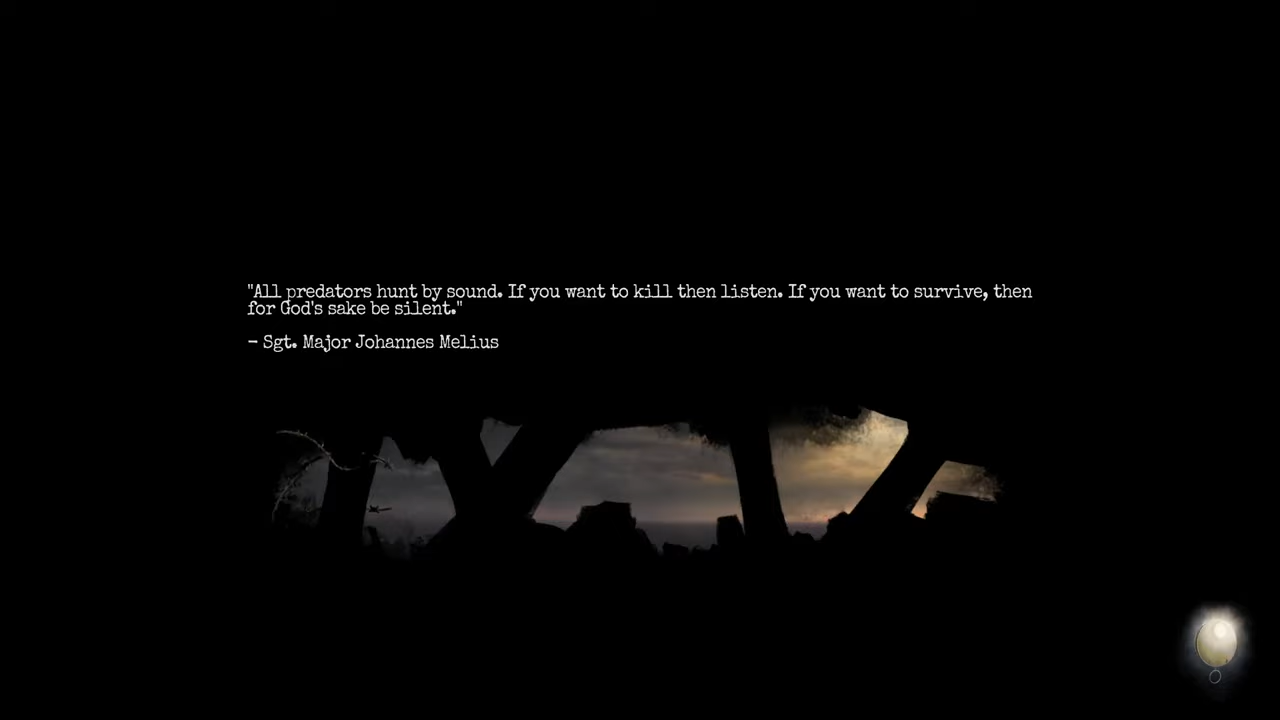 "All predators hunt by sound. If you want to kill then listen. If you want to survive, then
for God's sake be silent."
- Sgt. Major Johannes Melius